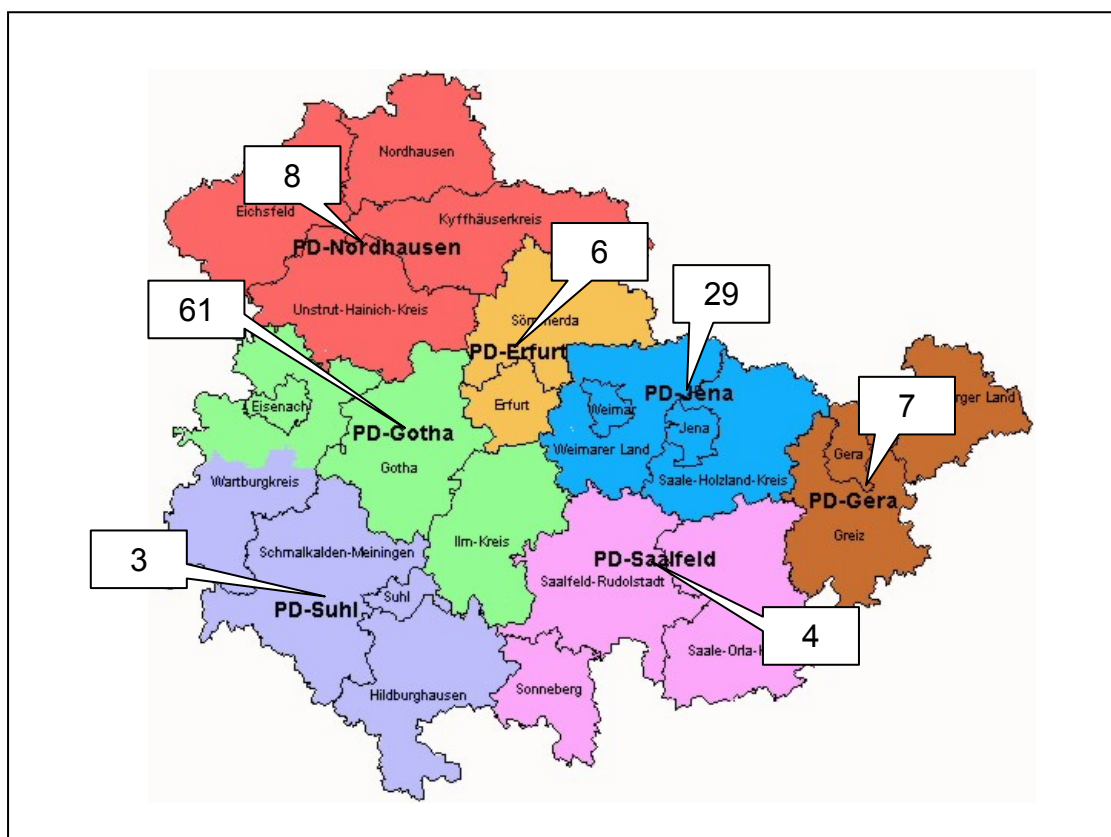 Nordhausen
8
Eichsfeld
Kyffhäuserkreis
PD-Nordhausen
6
61
Unstrut-Hainich-Kreis
29
PD-Erfurt
Eisenach
Erfurt
PD-Jena
Weimar
Jena
7
rger Land
PD-Gotha
Gotha
Weimarer Land
Gera
Wartburgkreis
Saale-Holzland-Kreis
PD-Gera
Greiz
3
Schmalkalden-Meiningen
Ilm-Kreis
PD-Saalfeld
Saalfeld-Rudolstadt
Suhl
PD-Suhl
4
Hildburghausen
Sonneberg
Saale-Orla-